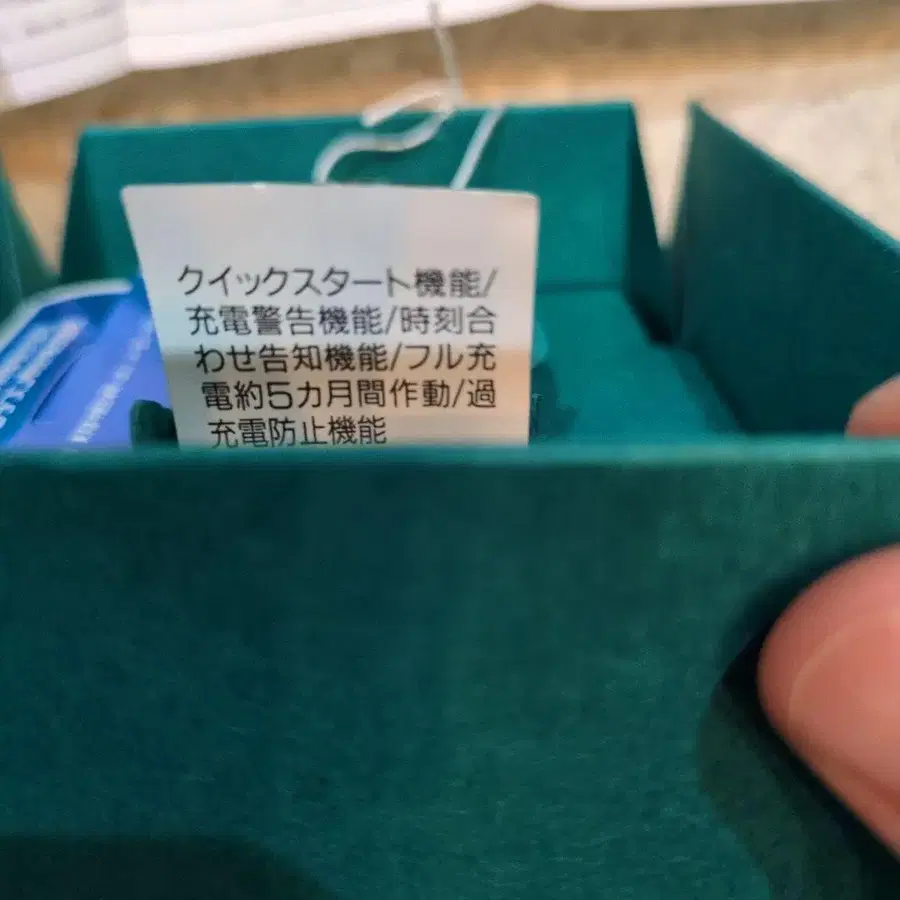 クイックスタート機能/
充電警告機能/時刻合
わせ告知機能/フル充
電約5カ月間作動/過
充電防止機能